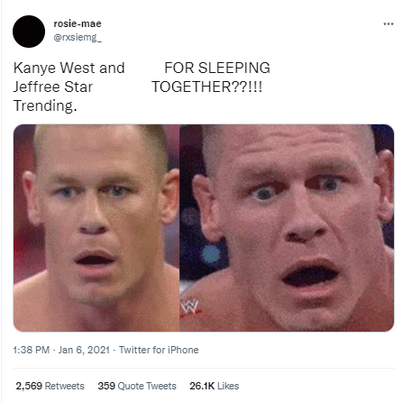 rosie-mae
@rxsiemg_
Kanye West and FOR SLEEPING
Jeffree Star TOGETHER??!!!
Trending.
W
1:38 PM · Jan 6, 2021 · Twitter for iPhone
2,569 Retweets 359 Quote Tweets 26.1K Likes